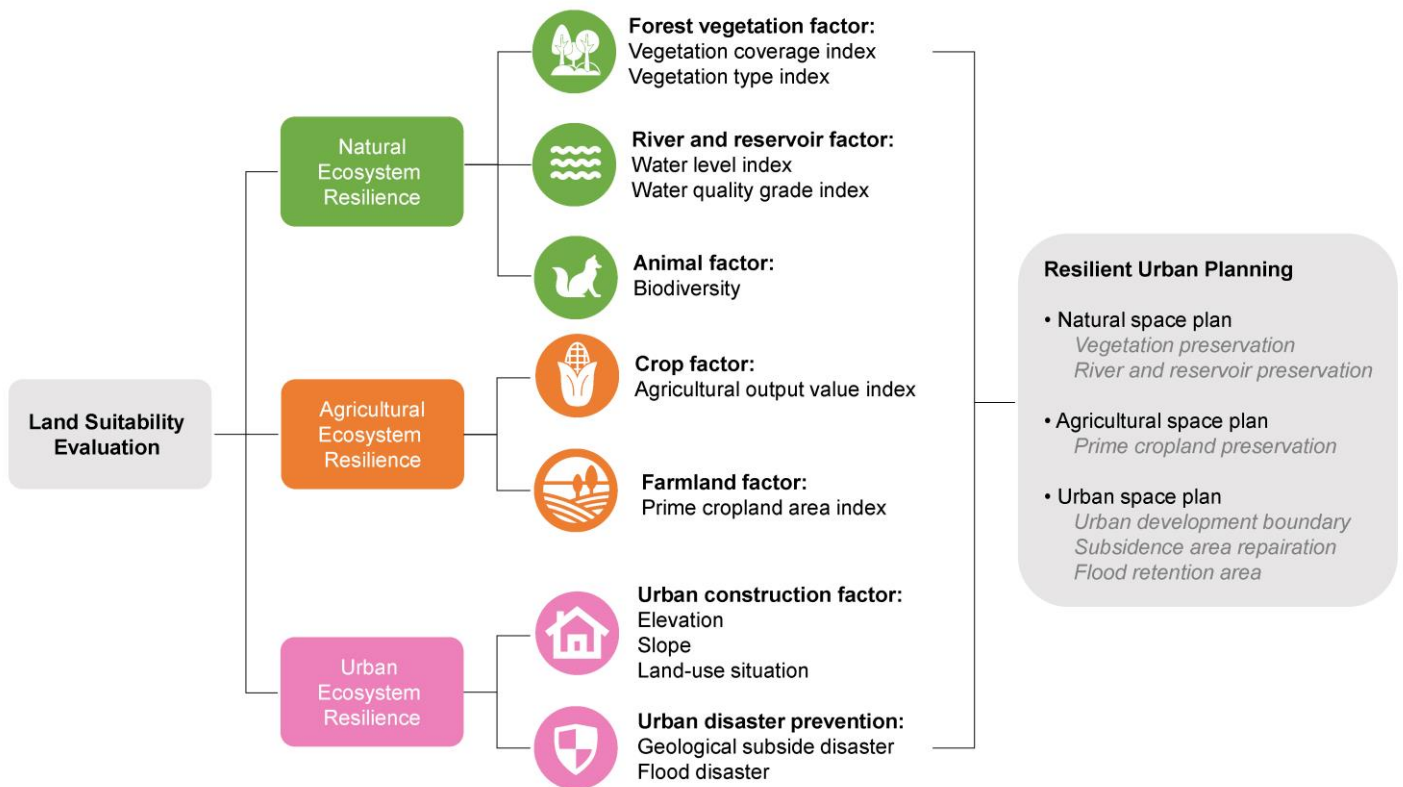 Land Suitability
Evaluation
Natural
Ecosystem
Resilience
Forest vegetation factor:
Vegetation coverage index
Vegetation type index
River and reservoir factor:
Water level index
Water quality grade index
Animal factor:
Biodiversity
Agricultural
Ecosystem
Resilience
Crop factor:
Agricultural output value index
Farmland factor:
Prime cropland area index
Urban
Ecosystem
Resilience
Urban construction factor:
Elevation
Slope
Land-use situation
Urban disaster prevention:
Geological subside disaster
Flood disaster
Resilient Urban Planning
• Natural space plan
Vegetation preservation
River and reservoir preservation
• Agricultural space plan
Prime cropland preservation
• Urban space plan
Urban development boundary
Subsidence area repairation
Flood retention area